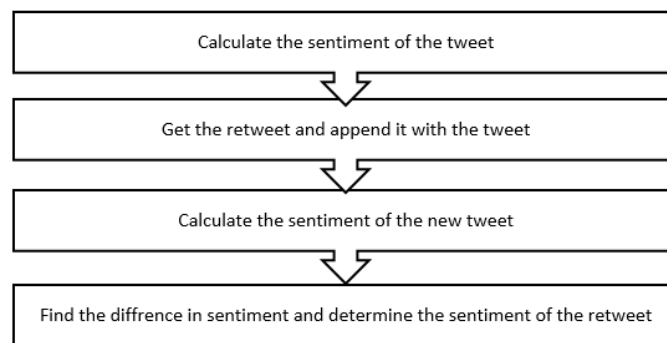 Calculate the sentiment of the tweet
Get the retweet and append it with the tweet
Calculate the sentiment of the new tweet
Find the diffrence in sentiment and determine the sentiment of the retweet